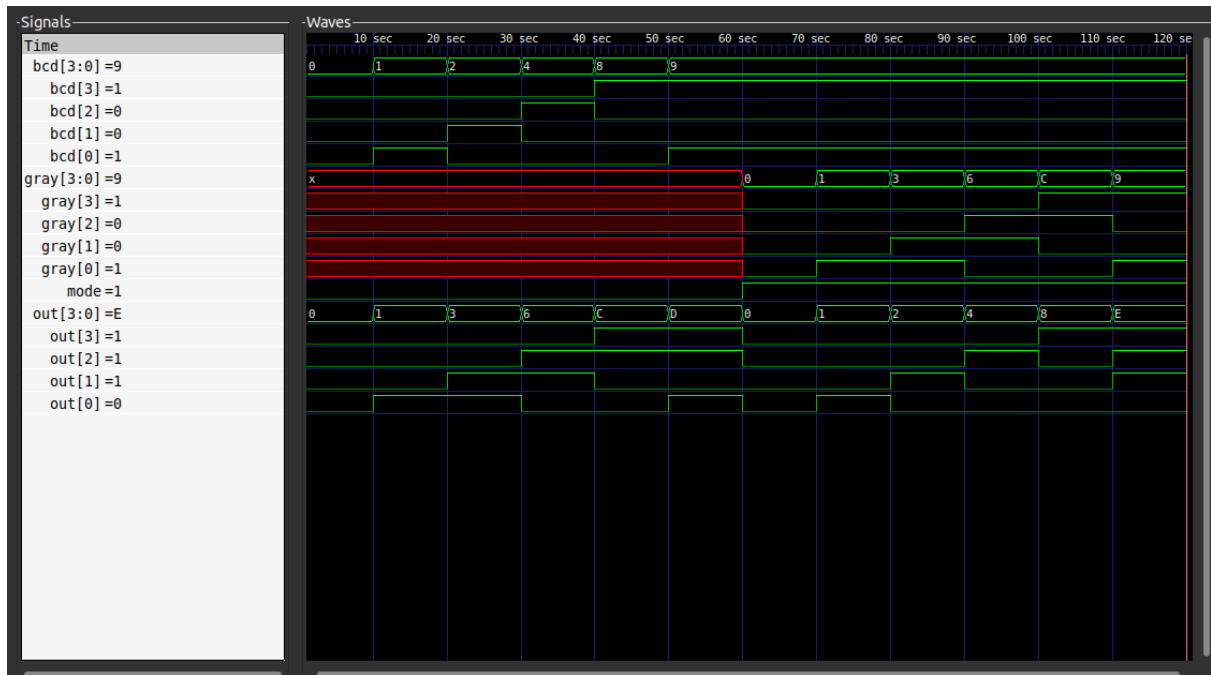 Signals
Waves
Time
10 sec 20 sec 30 sec 40 sec 50 sec 60 sec 70 sec 80 sec 90 sec 100 sec 110 sec 120 se
bcd[3:0] =9 0 1 2 4 8 9
bcd[3] =1
bcd[2] =0
bcd[1] =0
bcd[0] =1
gray[3:0] =9 x 0 1 3 6 C 9
gray[3] =1
gray[2] =0
gray[1] =0
gray[0] =1
mode =1
out[3:0] =E 0 1 3 6 C D 0 1 2 4 8 E
out[3] =1
out[2] =1
out[1] =1
out[0] =0